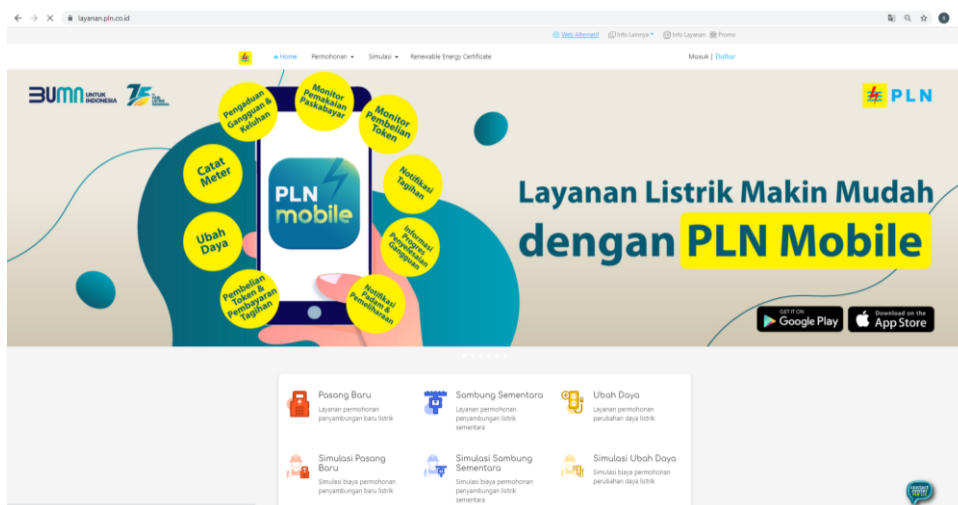 layanan.pln.co.id
Web Alternatif Info Lainnya Info Layanan Promo
Home Permohonan Simulasi Renewable Energy Certificate Masuk | Daftar
BUMN UNTUK INDONESIA 75
PLN
Pengaduan Gangguan & Keluhan
Monitor Pemakaian Paskabayar
Monitor Pembelian Token
Catat Meter
Notifikasi Tagihan
PLN
mobile
Ubah Daya
Informasi Progres Penyelesaian Gangguan
Pembelian Token & Pembayaran Tagihan
Notifikasi Padam & Pemeliharaan
Layanan Listrik Makin Mudah
dengan PLN Mobile
GET IT ON Google Play
Download on the App Store
Pasang Baru
Layanan permohonan
penyambungan baru listrik
Sambung Sementara
Layanan permohonan
penyambungan listrik
sementara
Ubah Daya
Layanan permohonan
perubahan daya listrik
Simulasi Pasang
Baru
Simulasi biaya permohonan
penyambungan baru listrik
Simulasi Sambung
Sementara
Simulasi biaya permohonan
penyambungan listrik
sementara
Simulasi Ubah Daya
Simulasi biaya permohonan
perubahan daya listrik
contact
center